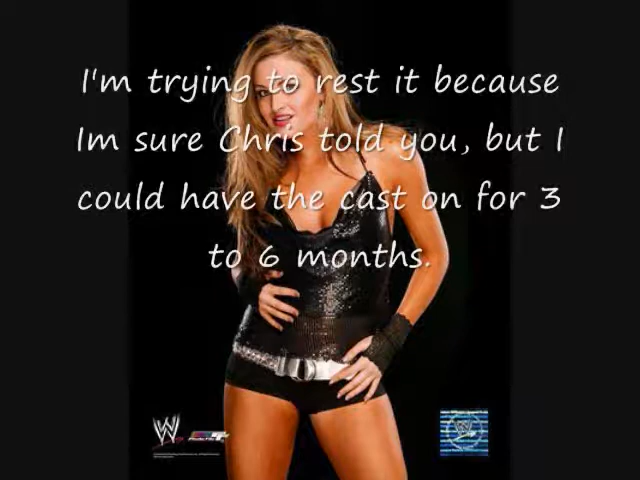 I'm trying to rest it because
Im sure Chris told you, but I
could have the cast on for 3
to 6 months.